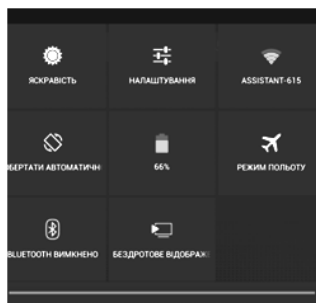 ЯСКРАВІСТЬ
НАЛАШТУВАННЯ
ASSISTANT-615
ОБЕРТАТИ АВТОМАТИЧН
66%
РЕЖИМ ПОЛЬОТУ
BLUETOOTH ВИМКНЕНО
БЕЗДРОТОВЕ ВІДОБРАЖ